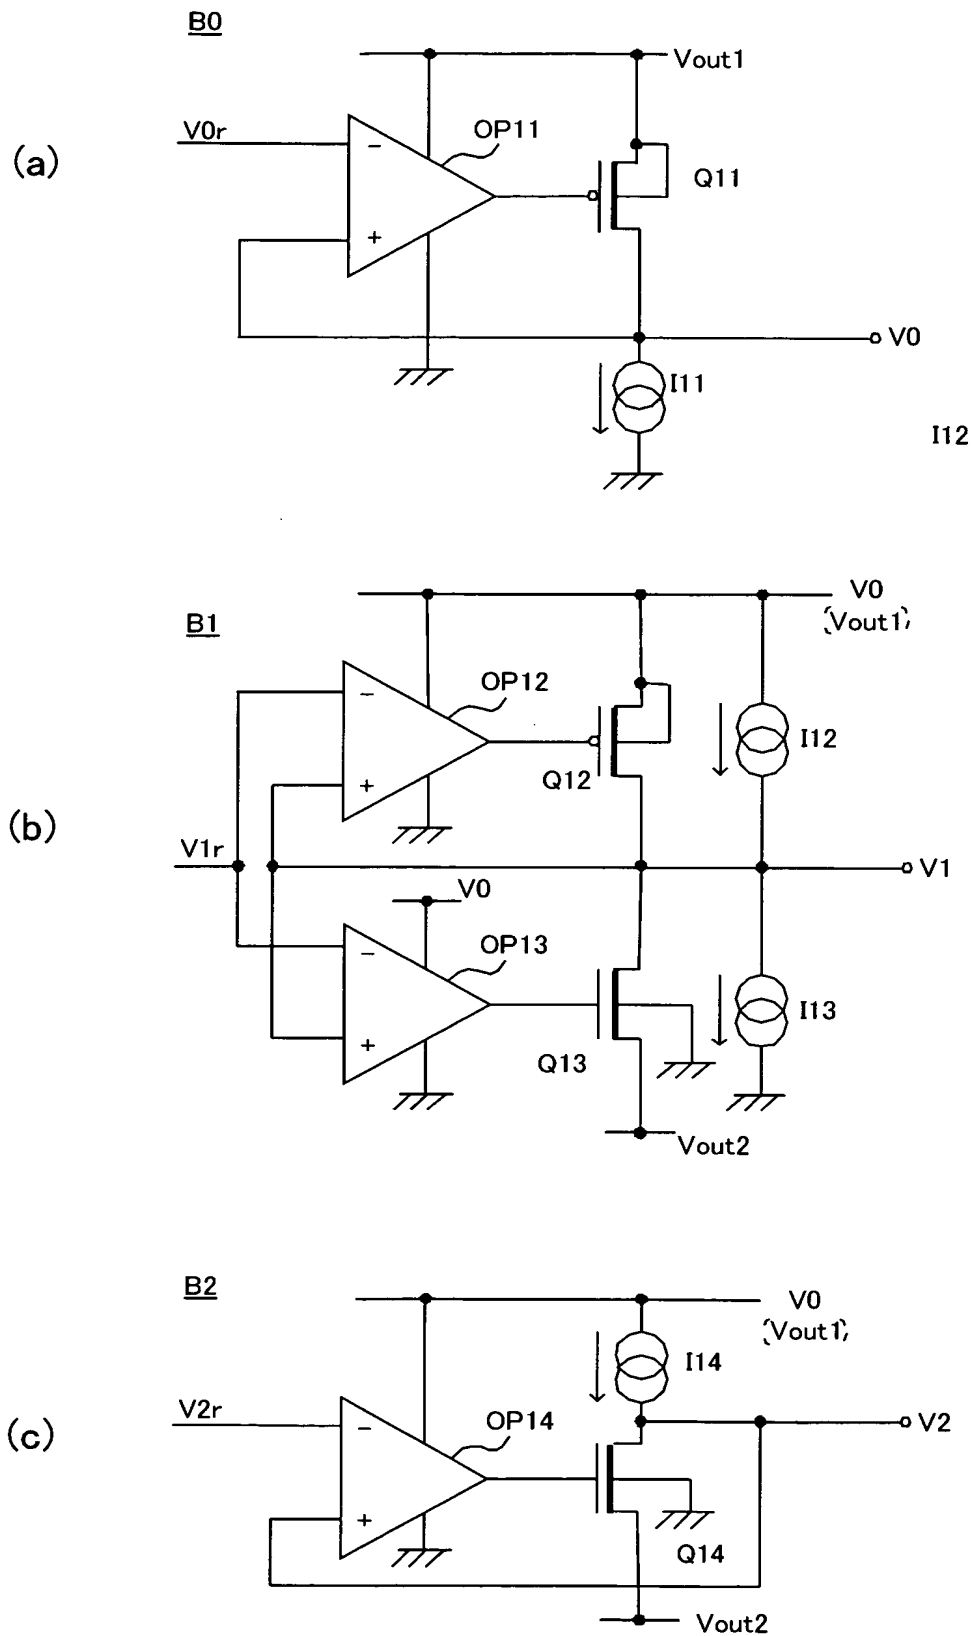 B0
Vout1
V0r
OP11
−
(a)
Q11
+
V0
I11
I12
V0
(Vout1)
B1
OP12
−
I12
Q12
+
(b)
V1r
V1
V0
OP13
−
I13
+
Q13
Vout2
B2
V0
(Vout1)
I14
V2r
OP14
V2
−
(c)
+
Q14
Vout2